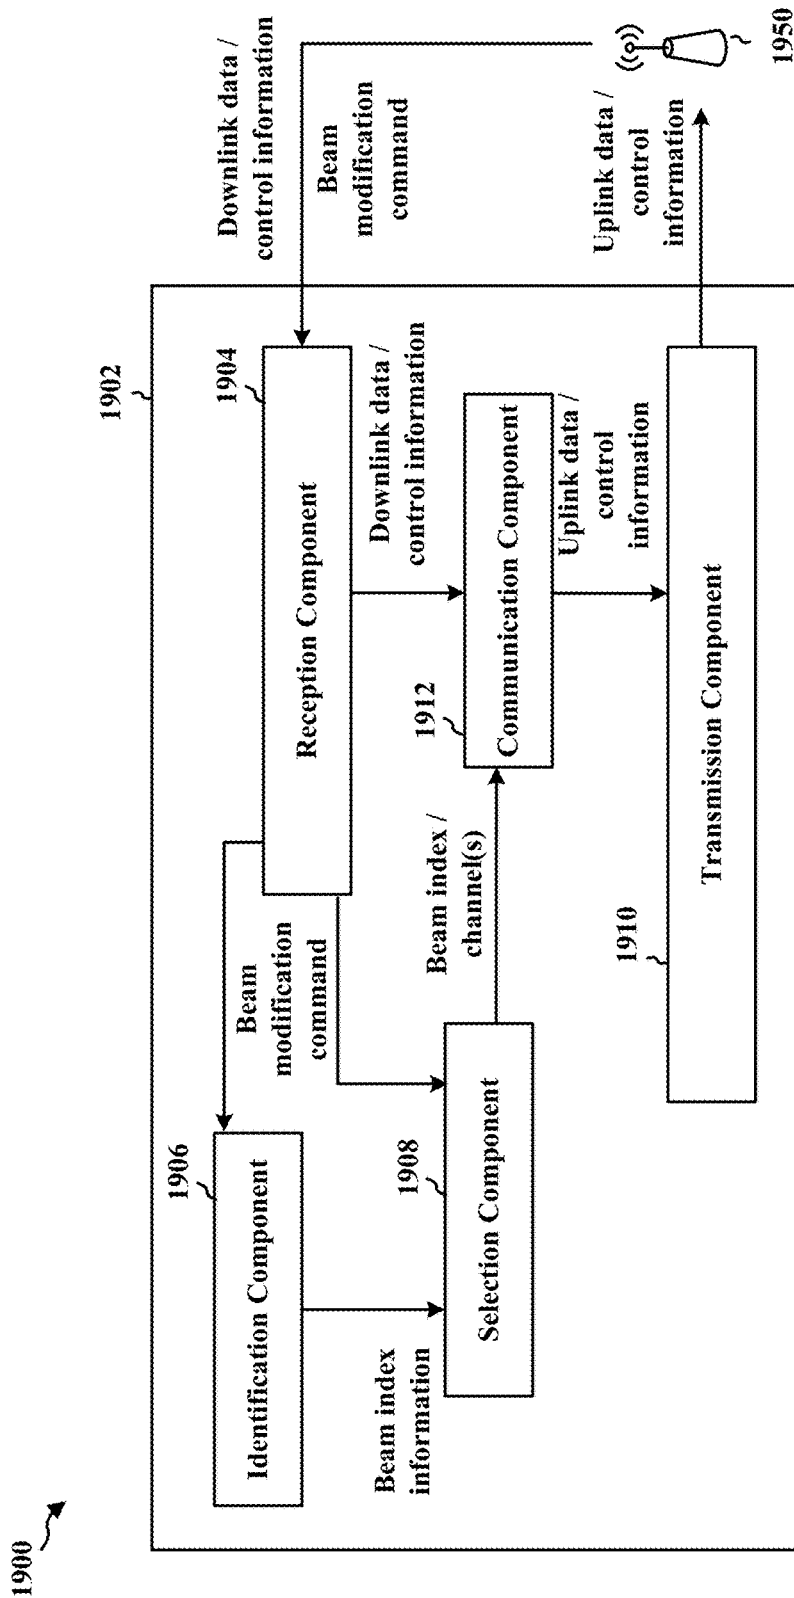 1900
1902
1906
Identification Component
Beam index
information
Beam
modification
command
1904
Reception Component
Downlink data /
control information
Beam
modification
command
Downlink data /
control information
1908
Selection Component
Beam index /
channel(s)
1912
Communication Component
Uplink data /
control
information
1910
Transmission Component
Uplink data /
control
information
1950